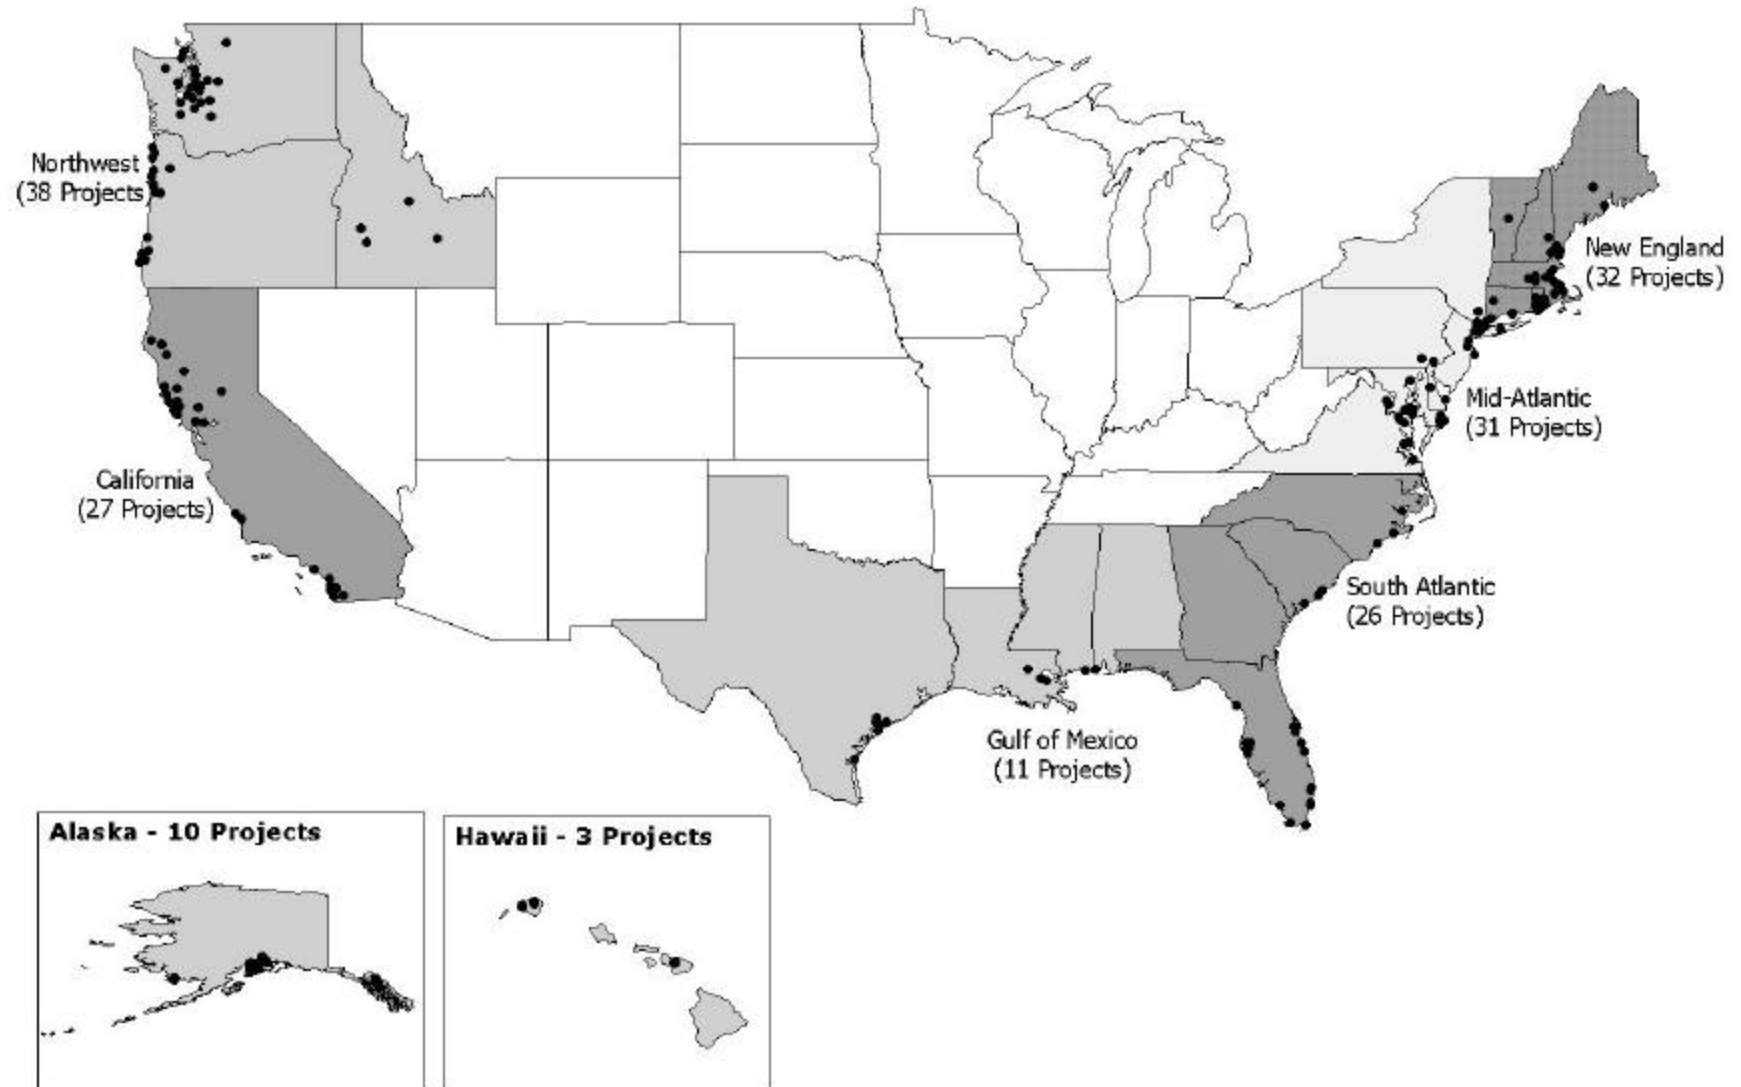 Northwest
(38 Projects)
New England
(32 Projects)
Mid-Atlantic
(31 Projects)
California
(27 Projects)
South Atlantic
(26 Projects)
Gulf of Mexico
(11 Projects)
Alaska - 10 Projects
Hawaii - 3 Projects